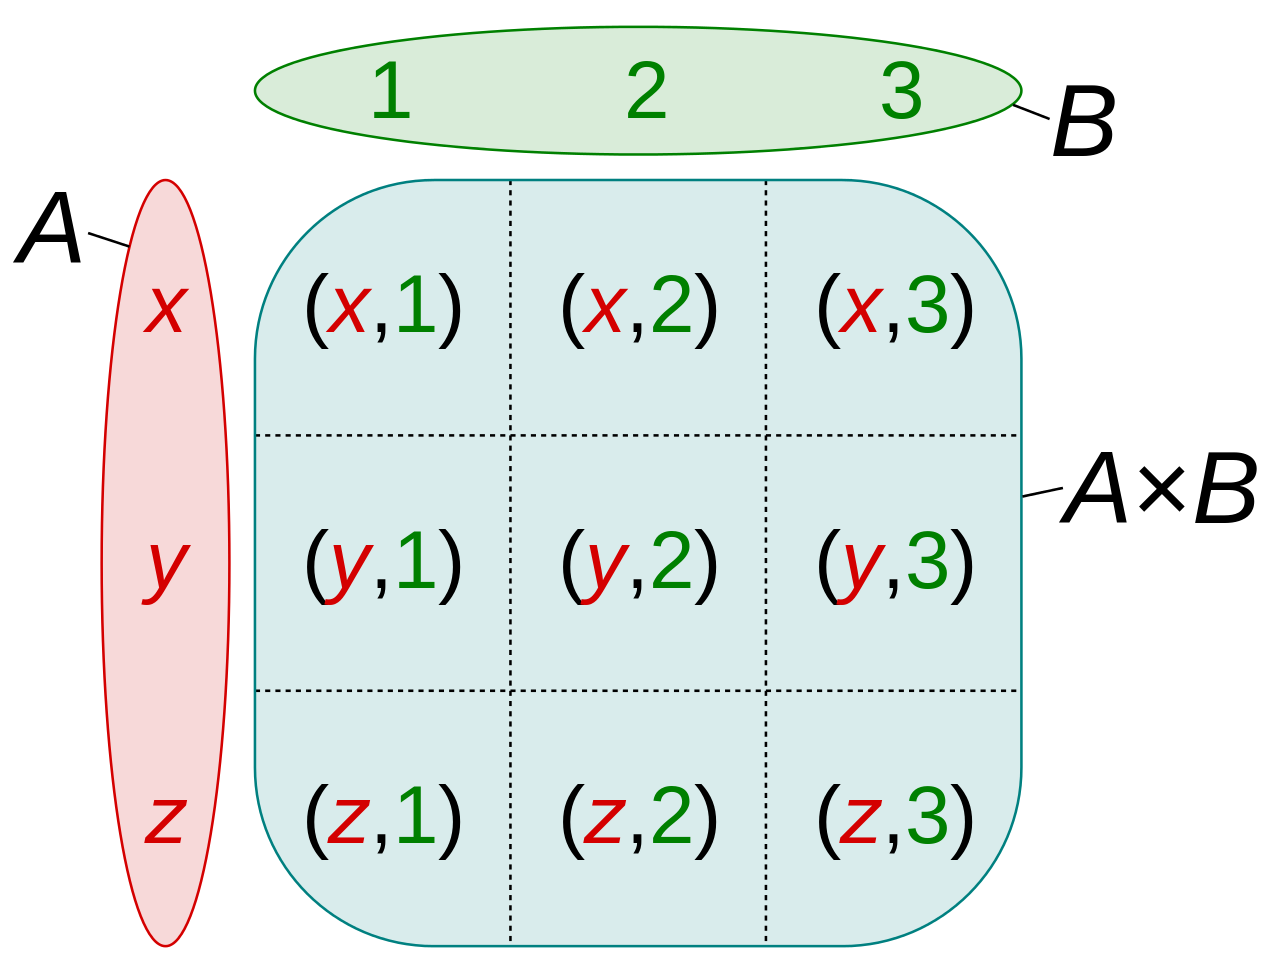 1 2 3
B
A
x (x,1) (x,2) (x,3)
A×B
y (y,1) (y,2) (y,3)
z (z,1) (z,2) (z,3)